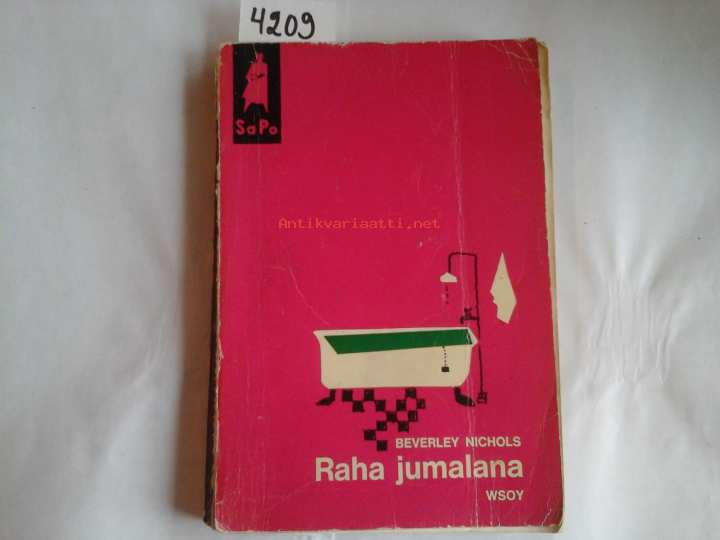 4209
SaPo
Antikvariaatti.net
BEVERLEY NICHOLS
Raha jumalana
WSOY